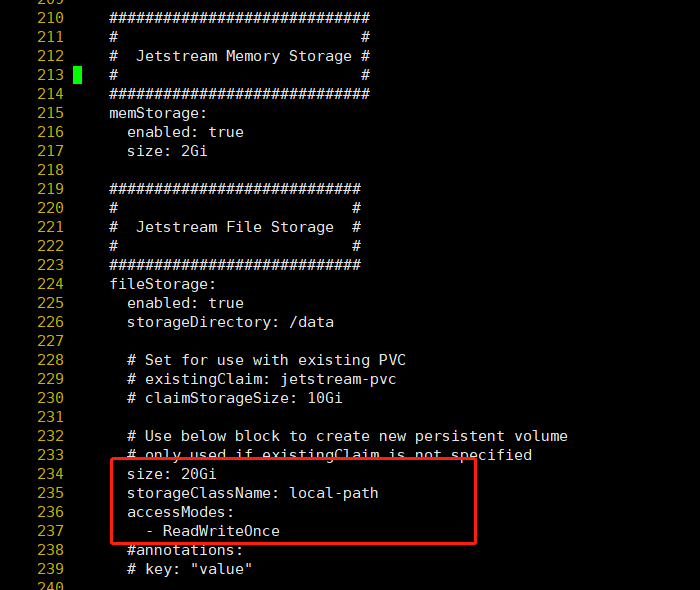 209
210 #############################
211 # #
212 # Jetstream Memory Storage #
213 # #
214 #############################
215 memStorage:
216 enabled: true
217 size: 2Gi
218
219 ############################
220 # #
221 # Jetstream File Storage #
222 # #
223 ############################
224 fileStorage:
225 enabled: true
226 storageDirectory: /data
227
228 # Set for use with existing PVC
229 # existingClaim: jetstream-pvc
230 # claimStorageSize: 10Gi
231
232 # Use below block to create new persistent volume
233 # only used if existingClaim is not specified
234 size: 20Gi
235 storageClassName: local-path
236 accessModes:
237 - ReadWriteOnce
238 #annotations:
239 # key: "value"
240